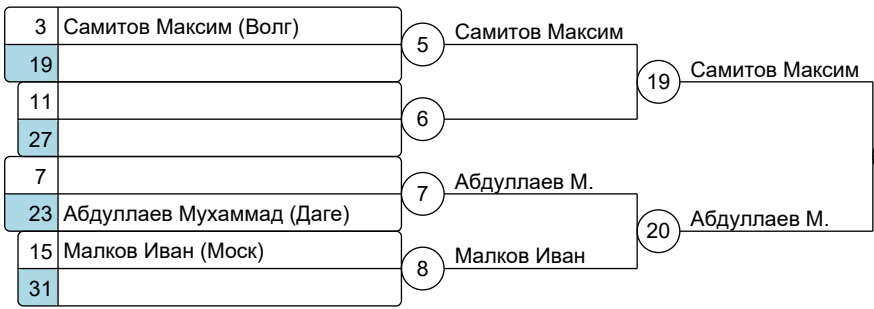 3 Самитов Максим (Волг)
19
11
27
7
23 Абдуллаев Мухаммад (Даге)
15 Малков Иван (Моск)
31
5 Самитов Максим
6
7 Абдуллаев М.
8 Малков Иван
19 Самитов Максим
20 Абдуллаев М.